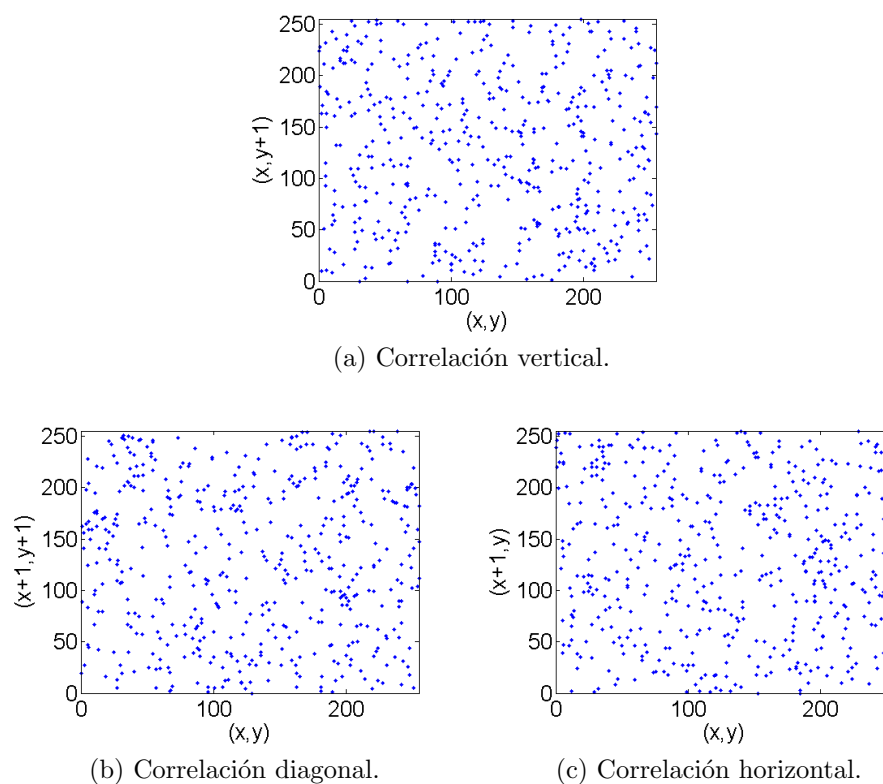 250
200
150
100
50
0
(x,y+1)
0 100 200
(x,y)
(a) Correlación vertical.
250
200
150
100
50
0
(x+1,y+1)
0 100 200
(x,y)
(b) Correlación diagonal.
250
200
150
100
50
0
(x+1,y)
0 100 200
(x,y)
(c) Correlación horizontal.